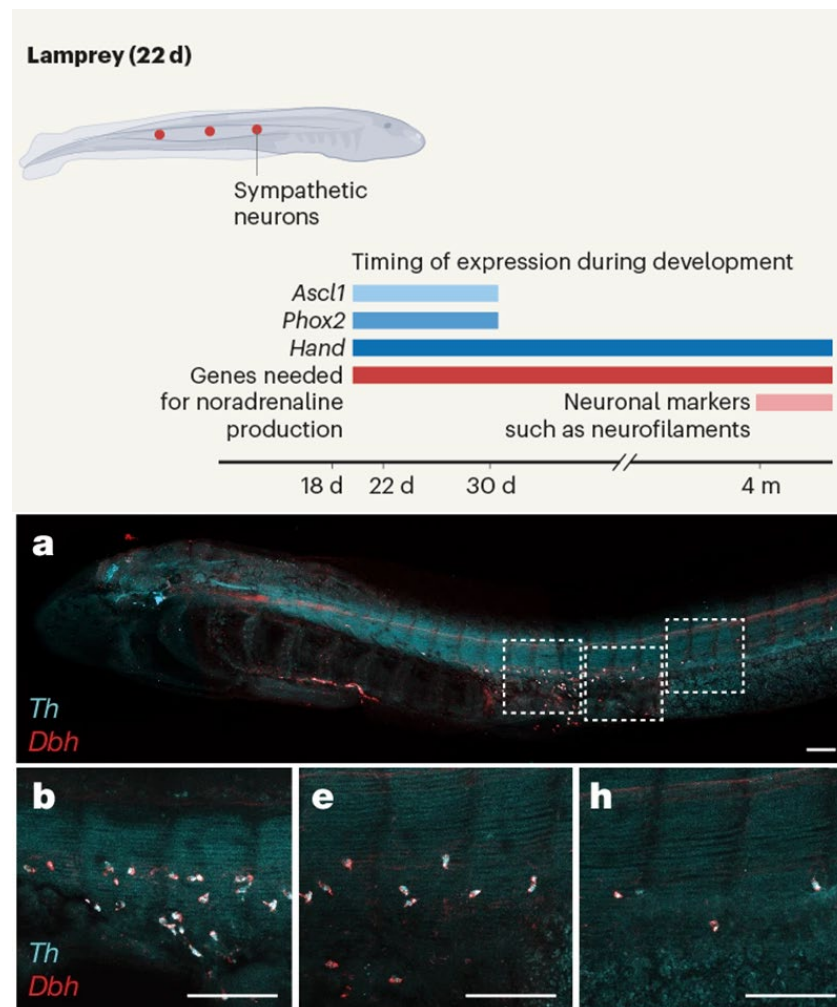 Lamprey (22 d)
Sympathetic
neurons
Timing of expression during development
Ascl1
Phox2
Hand
Genes needed
for noradrenaline
production
Neuronal markers
such as neurofilaments
18 d
22 d
30 d
4 m
a
Th
Dbh
b
e
h
Th
Dbh